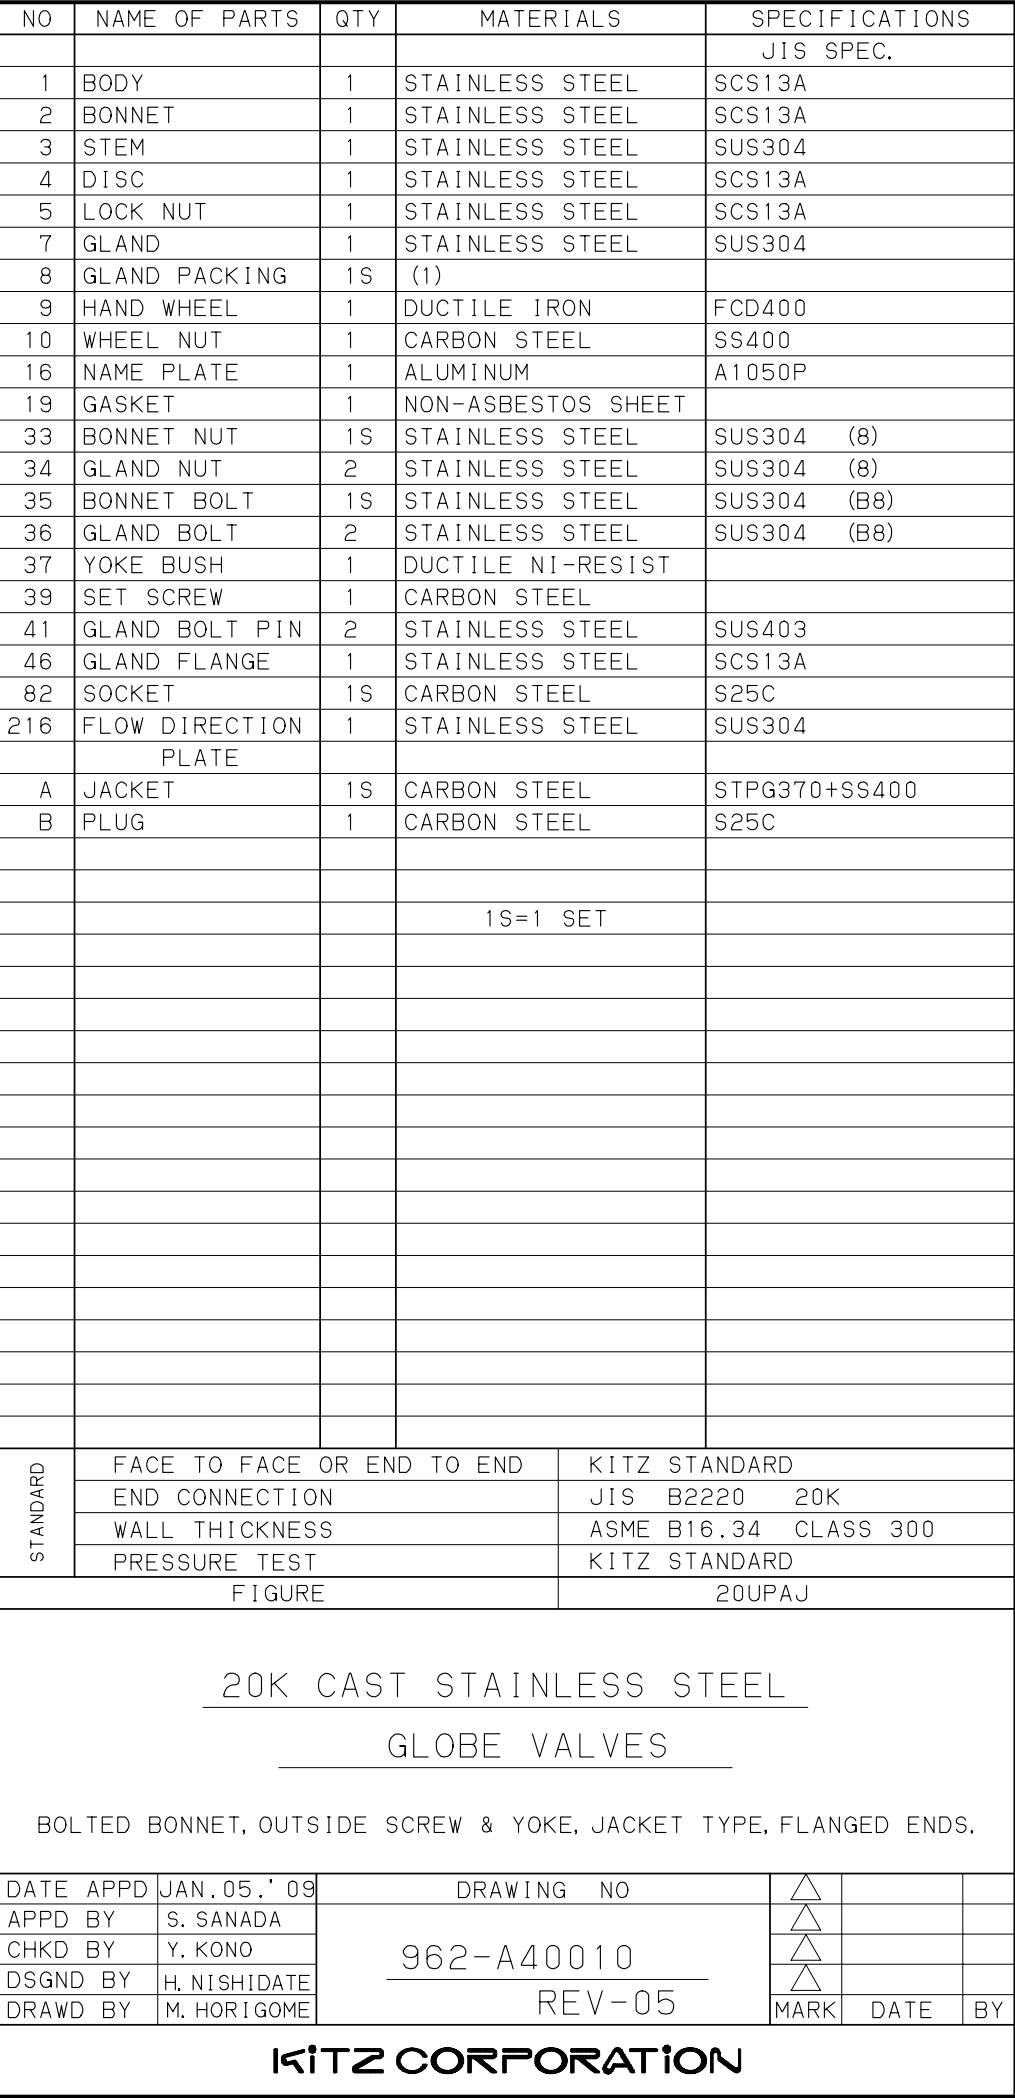 NO NAME OF PARTS QTY MATERIALS SPECIFICATIONS
JIS SPEC.
1 BODY 1 STAINLESS STEEL SCS13A
2 BONNET 1 STAINLESS STEEL SCS13A
3 STEM 1 STAINLESS STEEL SUS304
4 DISC 1 STAINLESS STEEL SCS13A
5 LOCK NUT 1 STAINLESS STEEL SCS13A
7 GLAND 1 STAINLESS STEEL SUS304
8 GLAND PACKING 1S (1)
9 HAND WHEEL 1 DUCTILE IRON FCD400
10 WHEEL NUT 1 CARBON STEEL SS400
16 NAME PLATE 1 ALUMINUM A1050P
19 GASKET 1 NON-ASBESTOS SHEET
33 BONNET NUT 1S STAINLESS STEEL SUS304 (8)
34 GLAND NUT 2 STAINLESS STEEL SUS304 (8)
35 BONNET BOLT 1S STAINLESS STEEL SUS304 (B8)
36 GLAND BOLT 2 STAINLESS STEEL SUS304 (B8)
37 YOKE BUSH 1 DUCTILE NI-RESIST
39 SET SCREW 1 CARBON STEEL
41 GLAND BOLT PIN 2 STAINLESS STEEL SUS403
46 GLAND FLANGE 1 STAINLESS STEEL SCS13A
82 SOCKET 1S CARBON STEEL S25C
216 FLOW DIRECTION 1 STAINLESS STEEL SUS304
PLATE
A JACKET 1S CARBON STEEL STPG370+SS400
B PLUG 1 CARBON STEEL S25C
1S=1 SET
STANDARD
FACE TO FACE OR END TO END KITZ STANDARD
END CONNECTION JIS B2220 20K
WALL THICKNESS ASME B16.34 CLASS 300
PRESSURE TEST KITZ STANDARD
FIGURE 20UPAJ
20K CAST STAINLESS STEEL
GLOBE VALVES
BOLTED BONNET, OUTSIDE SCREW & YOKE, JACKET TYPE, FLANGED ENDS.
DATE APPD JAN.05.'09 DRAWING NO
APPD BY S. SANADA
CHKD BY Y. KONO 962-A40010
DSGND BY H. NISHIDATE
DRAWD BY M. HORIGOME REV-05 MARK DATE BY
KITZ CORPORATION